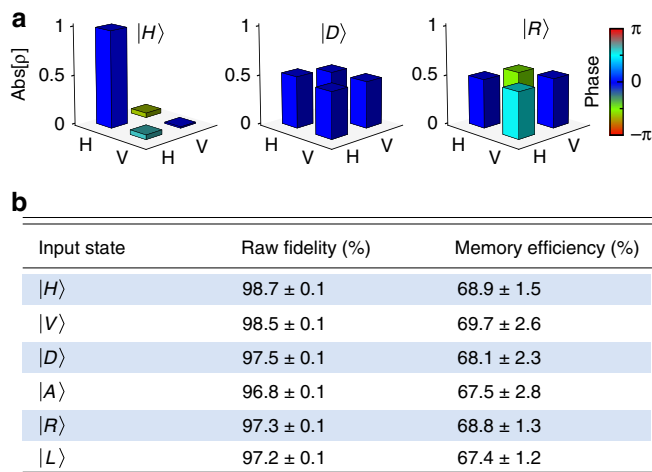 a
|H⟩ |D⟩ |R⟩
Abs[ρ]
1 0.5 0
H V H V
1 0.5 0
H V H V
1 0.5 0
H V H V
Phase
π
0
−π
b
Input state Raw fidelity (%) Memory efficiency (%)
|H⟩ 98.7 ± 0.1 68.9 ± 1.5
|V⟩ 98.5 ± 0.1 69.7 ± 2.6
|D⟩ 97.5 ± 0.1 68.1 ± 2.3
|A⟩ 96.8 ± 0.1 67.5 ± 2.8
|R⟩ 97.3 ± 0.1 68.8 ± 1.3
|L⟩ 97.2 ± 0.1 67.4 ± 1.2